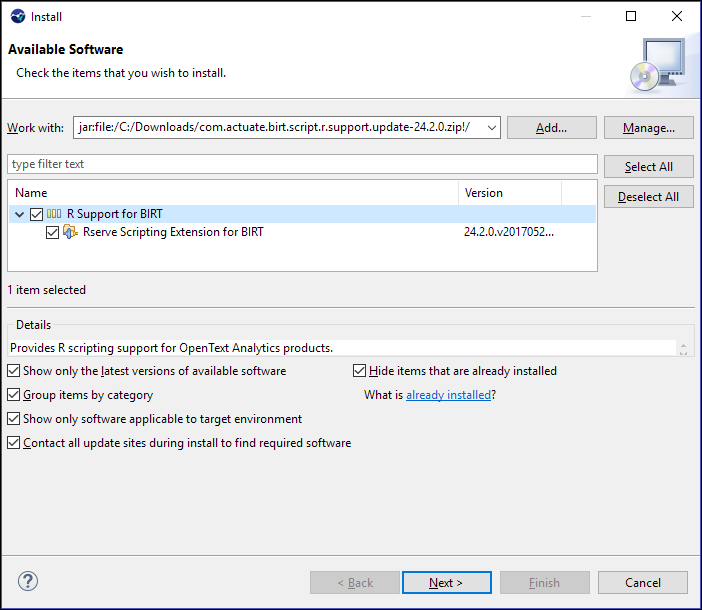 Install
Available Software
Check the items that you wish to install.
Work with: jar:file:/C:/Downloads/com.actuate.birt.script.r.support.update-24.2.0.zip!/ Add... Manage...
type filter text Select All
Name Version Deselect All
R Support for BIRT
Rserve Scripting Extension for BIRT 24.2.0.v2017052...
1 item selected
Details
Provides R scripting support for OpenText Analytics products.
Show only the latest versions of available software Hide items that are already installed
Group items by category What is already installed?
Show only software applicable to target environment
Contact all update sites during install to find required software
? < Back Next > Finish Cancel